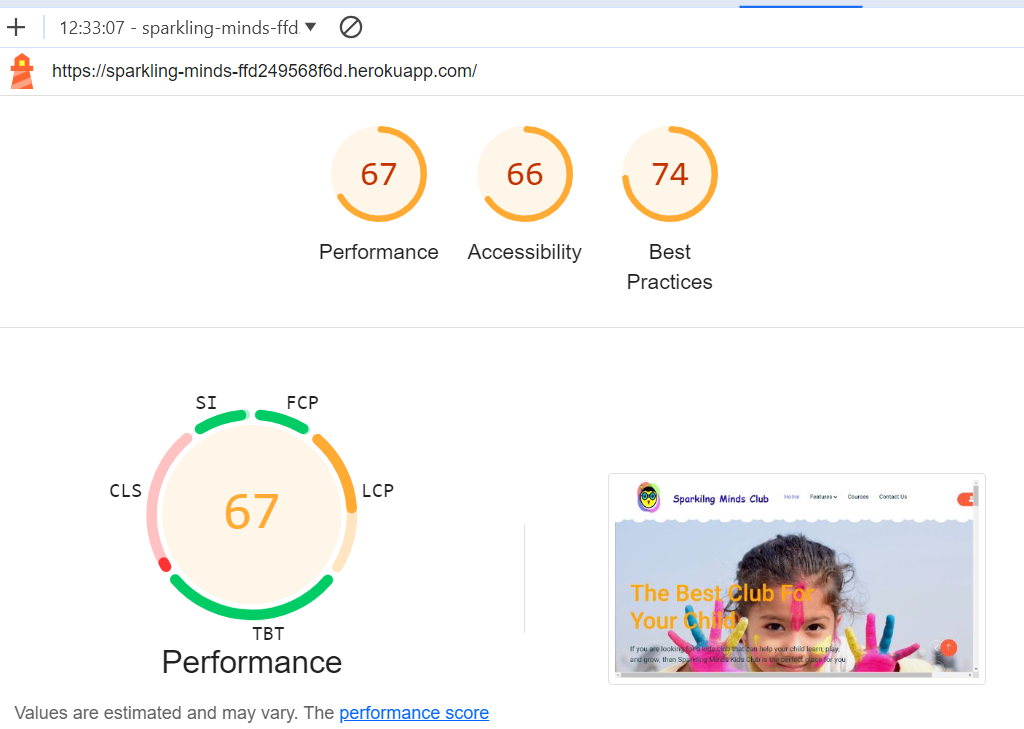 12:33:07 - sparkling-minds-ffd
https://sparkling-minds-ffd249568f6d.herokuapp.com/
67 66 74
Performance Accessibility Best Practices
SI FCP
CLS LCP
67
TBT
Performance
Values are estimated and may vary. The performance score
Sparkilng Minds Club Home Features Courses Contact Us
The Best Club For
Your Child
If you are looking for a kids club that can help your child learn, play,
and grow, then Sparkling Minds Kids Club is the perfect place for you